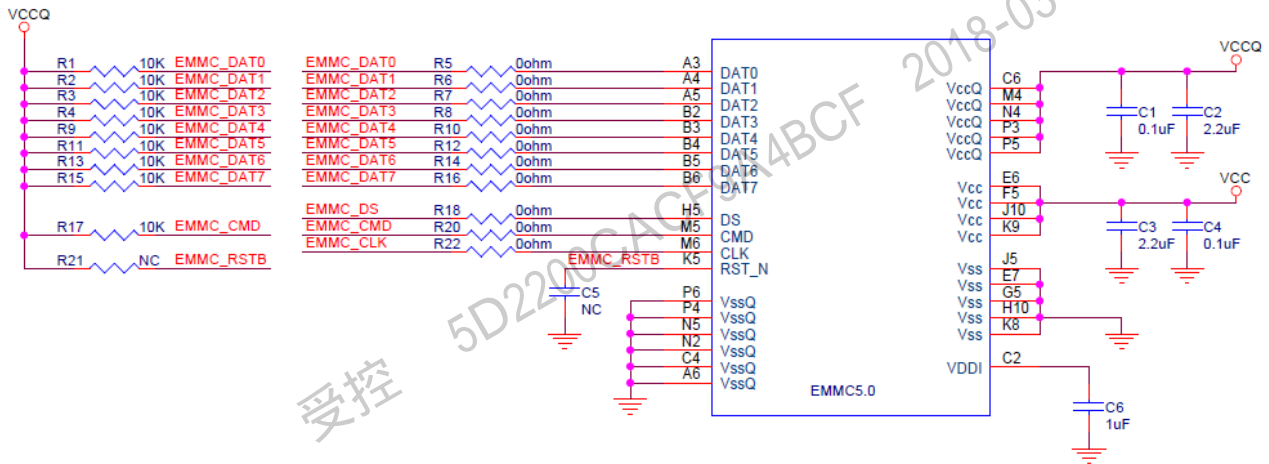 VCCQ
R1 10K EMMC_DAT0
R2 10K EMMC_DAT1
R3 10K EMMC_DAT2
R4 10K EMMC_DAT3
R9 10K EMMC_DAT4
R11 10K EMMC_DAT5
R13 10K EMMC_DAT6
R15 10K EMMC_DAT7
R17 10K EMMC_CMD
R21 NC EMMC_RSTB
EMMC_DAT0 R5 0ohm A3 DAT0
EMMC_DAT1 R6 0ohm A4 DAT1
EMMC_DAT2 R7 0ohm A5 DAT2
EMMC_DAT3 R8 0ohm B2 DAT3
EMMC_DAT4 R10 0ohm B3 DAT4
EMMC_DAT5 R12 0ohm B4 DAT5
EMMC_DAT6 R14 0ohm B5 DAT6
EMMC_DAT7 R16 0ohm B6 DAT7
EMMC_DS R18 0ohm H5 DS
EMMC_CMD R20 0ohm M5 CMD
EMMC_CLK R22 0ohm M6 CLK
EMMC_RSTB K5 RST_N
C5
NC
P6 VssQ
P4 VssQ
N5 VssQ
N2 VssQ
C4 VssQ
A6 VssQ
EMMC5.0
VCCQ
VccQ C6
VccQ M4
VccQ N4
VccQ P3
VccQ P5
C1
0.1uF
C2
2.2uF
VCC
Vcc E6
Vcc F5
Vcc J10
Vcc K9
C3
2.2uF
C4
0.1uF
Vss J5
Vss E7
Vss G5
Vss H10
Vss K8
VDDI C2
C6
1uF
受控 5D2200CACF9A4BCF